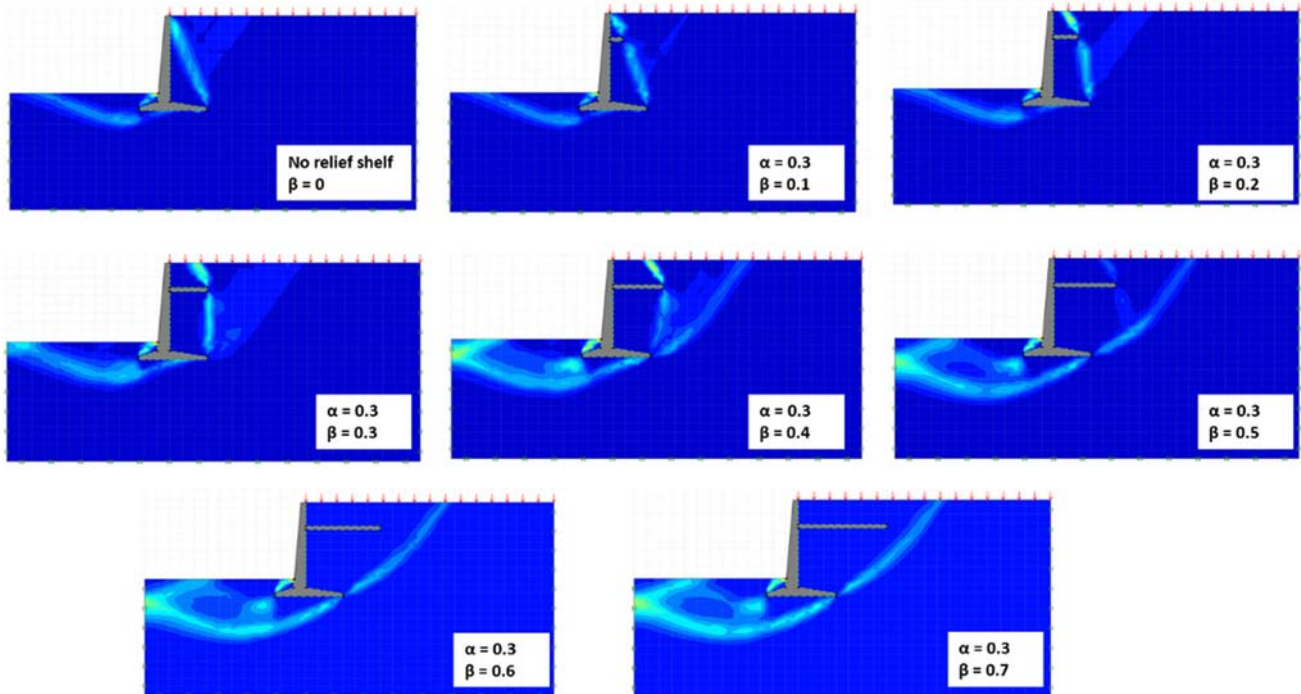 No relief shelf
β = 0
α = 0.3
β = 0.1
α = 0.3
β = 0.2
α = 0.3
β = 0.3
α = 0.3
β = 0.4
α = 0.3
β = 0.5
α = 0.3
β = 0.6
α = 0.3
β = 0.7